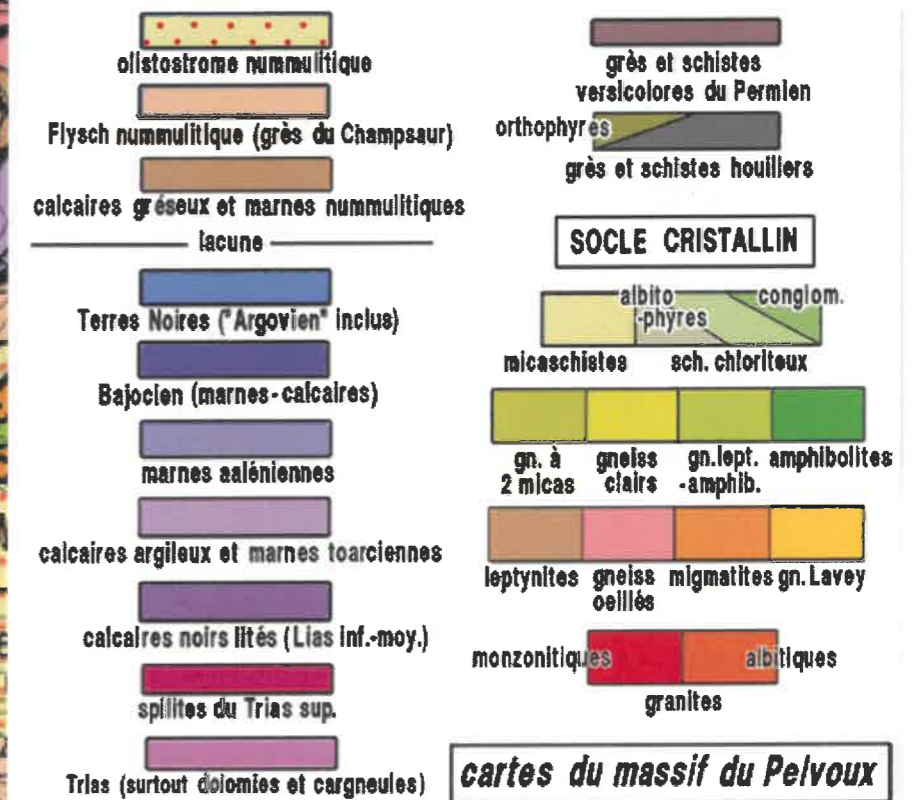 olistostrome nummulitique
Flysch nummulitique (grès du Champsaur)
calcaires gréseux et marnes nummulitiques
lacune
Terres Noires ("Argovien" inclus)
Bajocien (marnes-calcaires)
marnes aaléniennes
calcaires argileux et marnes toarciennes
calcaires noirs lités (Lias inf.-moy.)
spilites du Trias sup.
Trias (surtout dolomies et cargneules)
grès et schistes
versicolores du Permien
orthophyres
grès et schistes houillers
SOCLE CRISTALLIN
albito
-phyres
conglom.
micaschistes
sch. chloriteux
gn. à
2 micas
gneiss
clairs
gn.lept.
-amphib.
amphibolites
leptynites
gneiss
oeillés
migmatites
gn. Lavey
monzonitiques
albitiques
granites
cartes du massif du Pelvoux